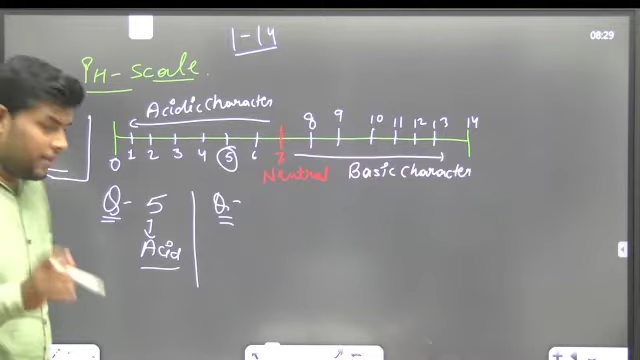 1-14
08:29
PH- scale.
Acidic Character
0 1 2 3 4 5 6 7 8 9 10 11 12 13 14
Neutral
Basic Character
Q- 5
Acid
Q-